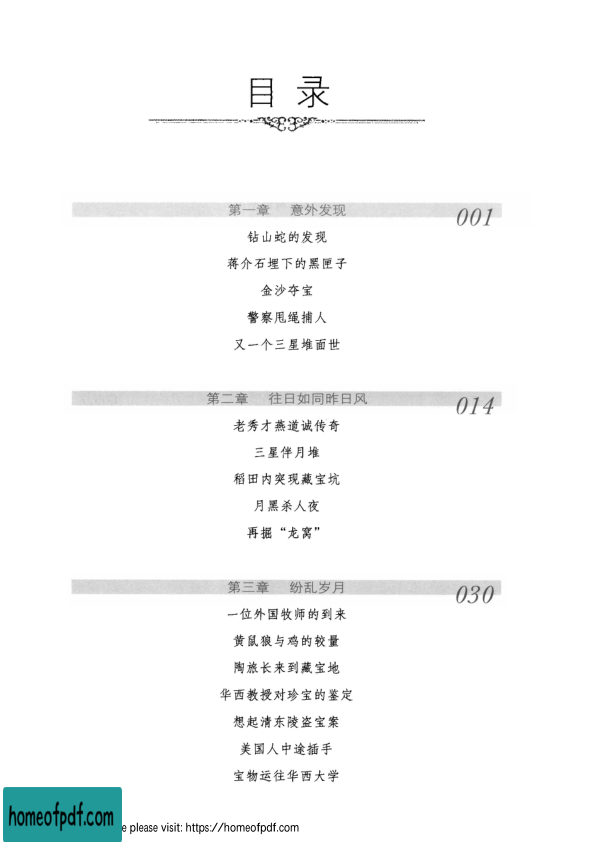 目录
第一章 意外发现 001
钻山蛇的发现
蒋介石埋下的黑匣子
金沙夺宝
警察甩绳捕人
又一个三星堆面世
第二章 往日如同昨日风 014
老秀才燕道诚传奇
三星伴月堆
稻田内突现藏宝坑
月黑杀人夜
再掘“龙窝”
第三章 纷乱岁月 030
一位外国牧师的到来
黄鼠狼与鸡的较量
陶旅长来到藏宝地
华西教授对珍宝的鉴定
想起清东陵盗宝案
美国人中途插手
宝物运往华西大学
homeofpdf.com
e please visit: https://homeofpdf.com